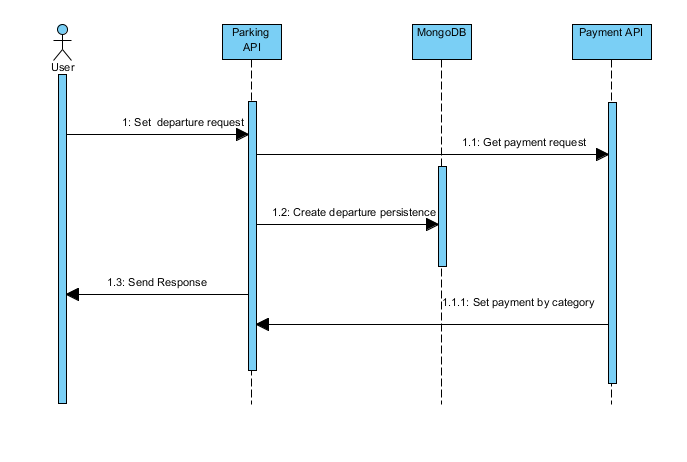 Parking
API
MongoDB
Payment API
User
1: Set  departure request
1.1: Get payment request
1.2: Create departure persistence
1.3: Send Response
1.1.1: Set payment by category